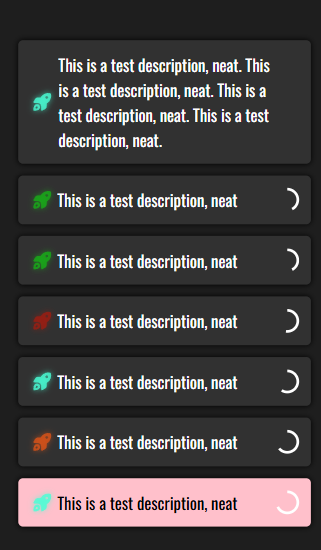 This is a test description, neat. This
is a test description, neat. This is a
test description, neat. This is a test
description, neat.
This is a test description, neat
This is a test description, neat
This is a test description, neat
This is a test description, neat
This is a test description, neat
This is a test description, neat